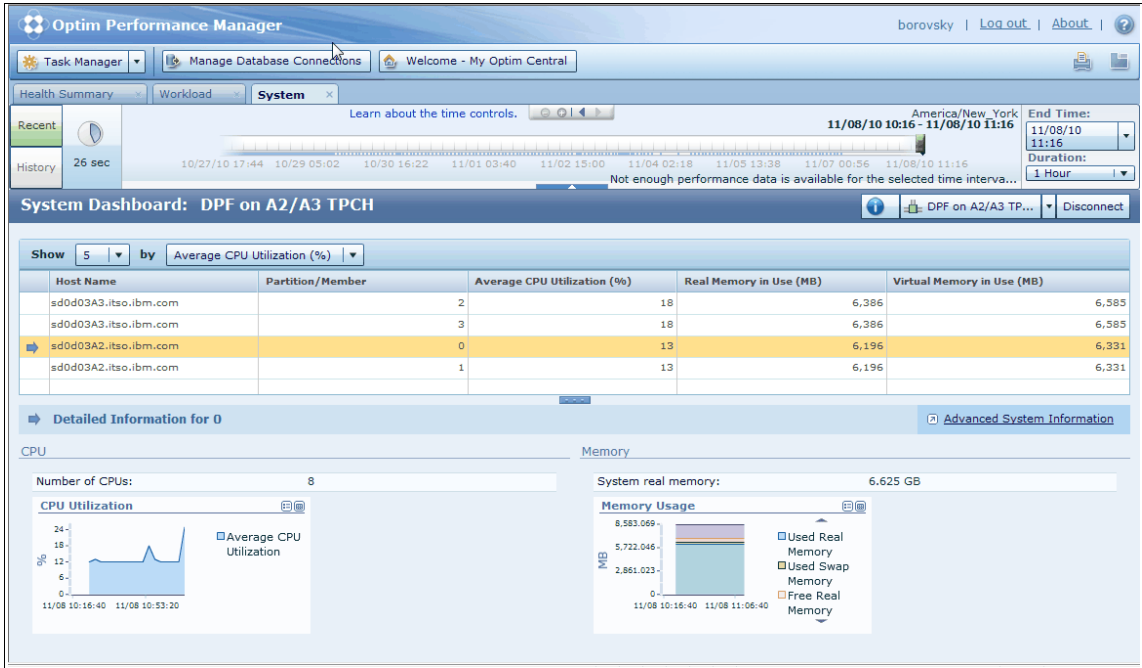 Optim Performance Manager
borovsky | Log out | About | ?
Task Manager Manage Database Connections Welcome - My Optim Central
Health Summary × Workload × System ×
Learn about the time controls.
America/New_York
11/08/10 10:16 - 11/08/10 11:16
Recent
History
26 sec
10/27/10 17:44 10/29 05:02 10/30 16:22 11/01 03:40 11/02 15:00 11/04 02:18 11/05 13:38 11/07 00:56 11/08/10 11:16
Not enough performance data is available for the selected time interva...
End Time:
11/08/10
11:16
Duration:
1 Hour
System Dashboard: DPF on A2/A3 TPCH
DPF on A2/A3 TP... Disconnect
Show 5 by Average CPU Utilization (%)
Host Name Partition/Member Average CPU Utilization (%) Real Memory in Use (MB) Virtual Memory in Use (MB)
sd0d03A3.itso.ibm.com 2 18 6,386 6,585
sd0d03A3.itso.ibm.com 3 18 6,386 6,585
sd0d03A2.itso.ibm.com 0 13 6,196 6,331
sd0d03A2.itso.ibm.com 1 13 6,196 6,331
Detailed Information for 0
Advanced System Information
CPU
Number of CPUs: 8
CPU Utilization
24
18
12
6
0
%
11/08 10:16:40 11/08 10:53:20
Average CPU
Utilization
Memory
System real memory: 6.625 GB
Memory Usage
8,583.069
5,722.046
2,861.023
0
MB
11/08 10:16:40 11/08 11:06:40
Used Real
Memory
Used Swap
Memory
Free Real
Memory